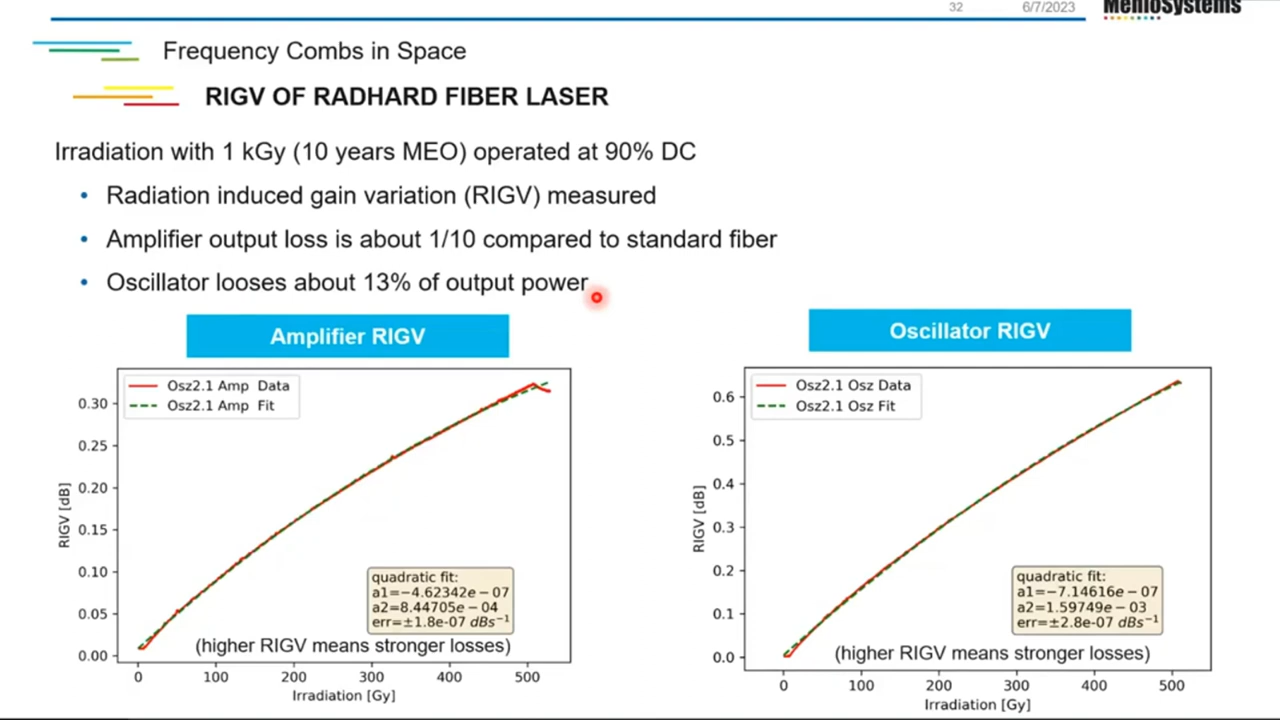 32 6/7/2023 MenloSystems
Frequency Combs in Space
RIGV OF RADHARD FIBER LASER
Irradiation with 1 kGy (10 years MEO) operated at 90% DC
• Radiation induced gain variation (RIGV) measured
• Amplifier output loss is about 1/10 compared to standard fiber
• Oscillator looses about 13% of output power
Amplifier RIGV
Osz2.1 Amp Data
Osz2.1 Amp Fit
0.30
0.25
0.20
0.15
0.10
0.05
0.00
RIGV [dB]
quadratic fit:
a1=−4.62342e − 07
a2=8.44705e − 04
err=±1.8e-07 dBs⁻¹
(higher RIGV means stronger losses)
0 100 200 300 400 500
Irradiation [Gy]
Oscillator RIGV
Osz2.1 Osz Data
Osz2.1 Osz Fit
0.6
0.5
0.4
0.3
0.2
0.1
0.0
RIGV [dB]
quadratic fit:
a1=−7.14616e − 07
a2=1.59749e − 03
err=±2.8e-07 dBs⁻¹
(higher RIGV means stronger losses)
0 100 200 300 400 500
Irradiation [Gy]